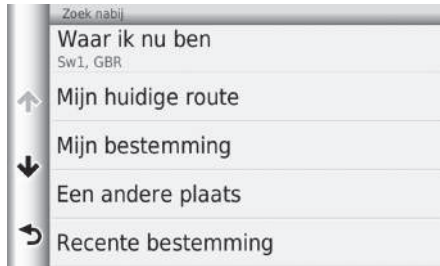 Zoek nabij
Waar ik nu ben
Sw1, GBR
Mijn huidige route
Mijn bestemming
Een andere plaats
Recente bestemming